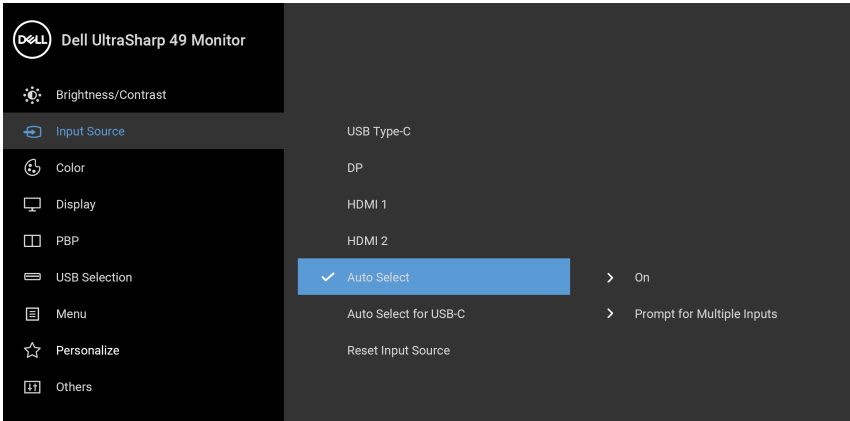 DELL
Dell UltraSharp 49 Monitor
Brightness/Contrast
Input Source
Color
Display
PBP
USB Selection
Menu
Personalize
Others
USB Type-C
DP
HDMI 1
HDMI 2
Auto Select
On
Auto Select for USB-C
Prompt for Multiple Inputs
Reset Input Source